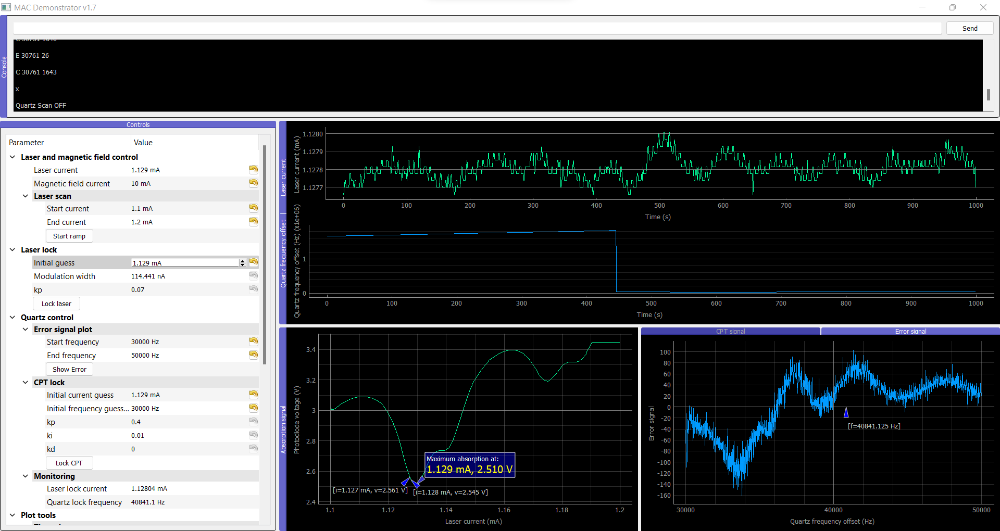 MAC Demonstrator v1.7
Send
Console
E 30761 26
C 30761 1643
x
Quartz Scan OFF
Controls
Parameter Value
Laser and magnetic field control
Laser current 1.129 mA
Magnetic field current 10 mA
Laser scan
Start current 1.1 mA
End current 1.2 mA
Start ramp
Laser lock
Initial guess 1.129 mA
Modulation width 114.441 nA
kp 0.07
Lock laser
Quartz control
Error signal plot
Start frequency 30000 Hz
End frequency 50000 Hz
Show Error
CPT lock
Initial current guess 1.129 mA
Initial frequency guess... 30000 Hz
kp 0.4
ki 0.01
kd 0
Lock CPT
Monitoring
Laser lock current 1.12804 mA
Quartz lock frequency 40841.1 Hz
Plot tools
Laser current
Laser current (mA)
1.1280
1.1279
1.1278
1.1277
0 100 200 300 400 500 600 700 800 900 1000
Time (s)
Quartz frequency offset
Quartz frequency offset (Hz) (x1e+06)
1
0
0 100 200 300 400 500 600 700 800 900 1000
Time (s)
Absorption signal
Photodiode voltage (V)
3.4
3.2
3
2.8
2.6
2.4
Maximum absorption at:
1.129 mA, 2.510 V
[i=1.127 mA, v=2.561 V] [i=1.128 mA, v=2.545 V]
1.1 1.12 1.14 1.16 1.18 1.2
Laser current (mA)
CPT signal Error signal
Error signal
100
80
60
40
20
0
-20
-40
-60
-80
-100
-120
-140
-160
[f=40841.125 Hz]
30000 40000 50000
Quartz frequency offset (Hz)